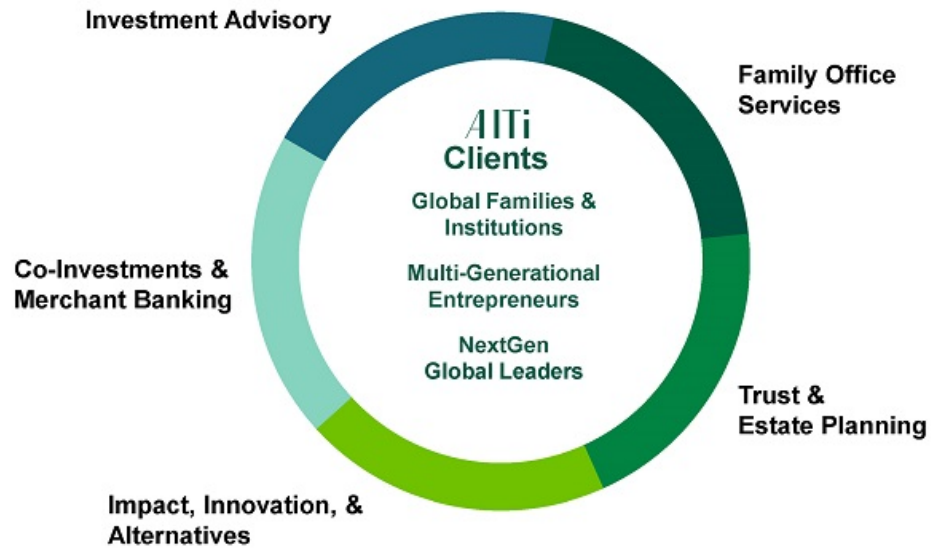 Investment Advisory
Family Office
Services
AlTi
Clients
Global Families &
Institutions
Multi-Generational
Entrepreneurs
NextGen
Global Leaders
Co-Investments &
Merchant Banking
Trust &
Estate Planning
Impact, Innovation, &
Alternatives